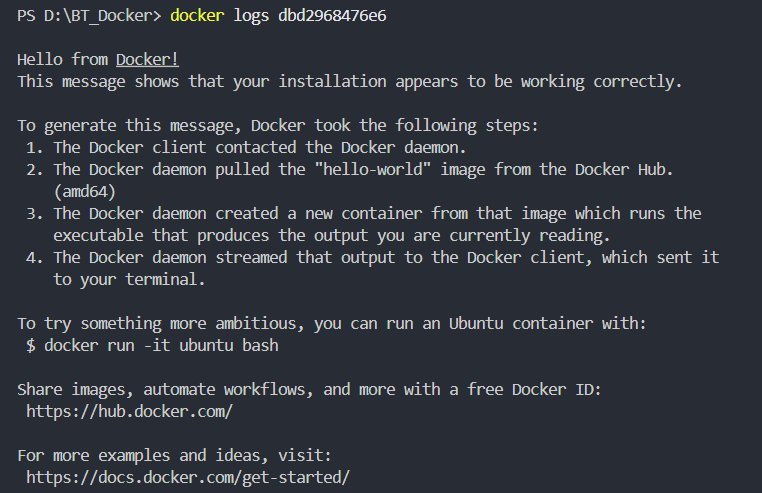 PS D:\BT_Docker> docker logs dbd2968476e6
Hello from Docker!
This message shows that your installation appears to be working correctly.
To generate this message, Docker took the following steps:
1. The Docker client contacted the Docker daemon.
2. The Docker daemon pulled the "hello-world" image from the Docker Hub.
(amd64)
3. The Docker daemon created a new container from that image which runs the
executable that produces the output you are currently reading.
4. The Docker daemon streamed that output to the Docker client, which sent it
to your terminal.
To try something more ambitious, you can run an Ubuntu container with:
$ docker run -it ubuntu bash
Share images, automate workflows, and more with a free Docker ID:
https://hub.docker.com/
For more examples and ideas, visit:
https://docs.docker.com/get-started/